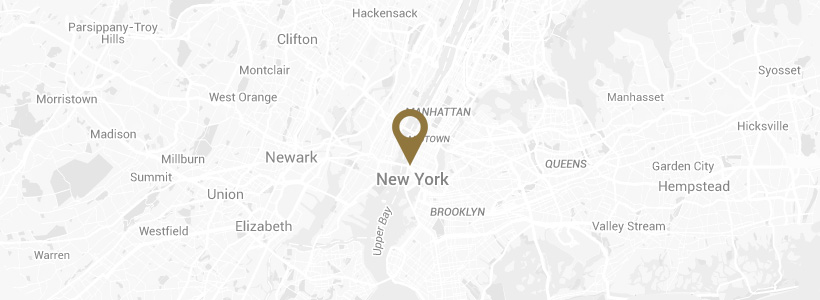 Hackensack
Parsippany-Troy
Hills
Clifton
Montclair
Syosset
Morristown
West Orange
Manhasset
MANHATTAN
Hicksville
Madison
TOWN
Millburn
Newark
QUEENS
Garden City
Summit
New York
Hempstead
Union
BROOKLYN
Westfield
Elizabeth
Upper Bay
Valley Stream
Warren